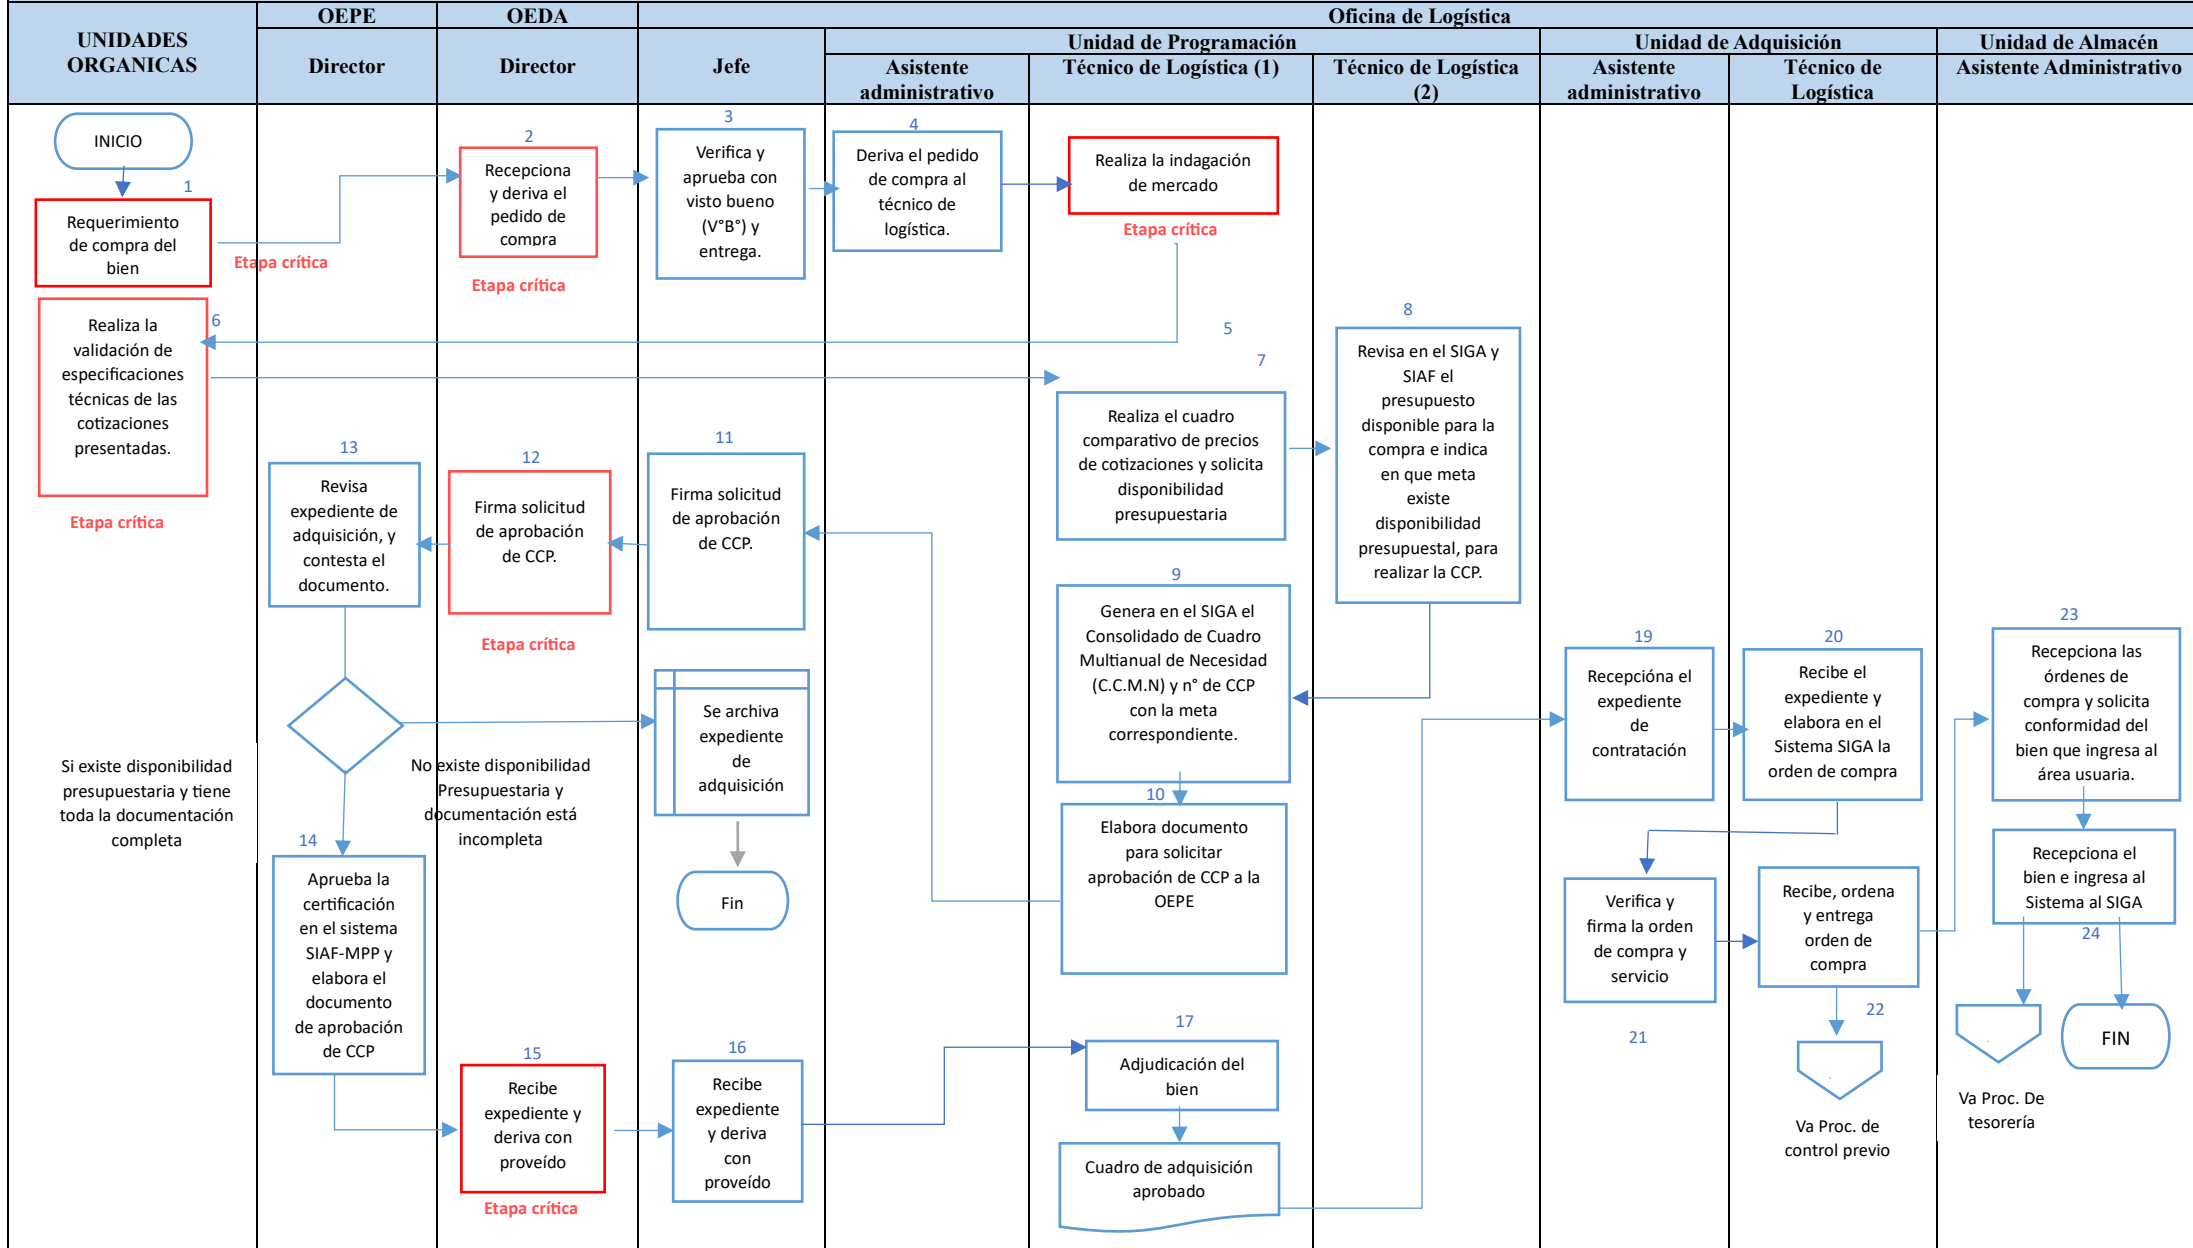 UNIDADES
ORGANICAS
OEPE
OEDA
Oficina de Logística
Director
Director
Jefe
Unidad de Programación
Unidad de Adquisición
Unidad de Almacén
Asistente
administrativo
Técnico de Logística (1)
Técnico de Logística
(2)
Asistente
administrativo
Técnico de
Logística
Asistente Administrativo
INICIO
1
Requerimiento
de compra del
bien
Etapa crítica
2
Recepciona
y deriva el
pedido de
compra
Etapa crítica
3
Verifica y
aprueba con
visto bueno
(V°B°) y
entrega.
4
Deriva el pedido
de compra al
técnico de
logística.
Realiza la indagación
de mercado
Etapa crítica
5
6
Realiza la
validación de
especificaciones
técnicas de las
cotizaciones
presentadas.
Etapa crítica
7
Realiza el cuadro
comparativo de precios
de cotizaciones y solicita
disponibilidad
presupuestaria
8
Revisa en el SIGA y
SIAF el
presupuesto
disponible para la
compra e indica
en que meta
existe
disponibilidad
presupuestal, para
realizar la CCP.
9
Genera en el SIGA el
Consolidado de Cuadro
Multianual de Necesidad
(C.C.M.N) y n° de CCP
con la meta
correspondiente.
10
Elabora documento
para solicitar
aprobación de CCP a la
OEPE
11
Firma solicitud
de aprobación
de CCP.
12
Firma solicitud
de aprobación
de CCP.
Etapa crítica
13
Revisa
expediente de
adquisición, y
contesta el
documento.
Si existe disponibilidad
presupuestaria y tiene
toda la documentación
completa
No existe disponibilidad
Presupuestaria y
documentación está
incompleta
Se archiva
expediente
de
adquisición
Fin
14
Aprueba la
certificación
en el sistema
SIAF-MPP y
elabora el
documento
de aprobación
de CCP
15
Recibe
expediente y
deriva con
proveído
Etapa crítica
16
Recibe
expediente
y deriva
con
proveído
17
Adjudicación del
bien
Cuadro de adquisición
aprobado
19
Recepcióna el
expediente
de
contratación
20
Recibe el
expediente y
elabora en el
Sistema SIGA la
orden de compra
Verifica y
firma la orden
de compra y
servicio
21
Recibe, ordena
y entrega
orden de
compra
22
Va Proc. de
control previo
23
Recepciona las
órdenes de
compra y solicita
conformidad del
bien que ingresa al
área usuaria.
Recepciona el
bien e ingresa al
Sistema al SIGA
24
Va Proc. De
tesorería
FIN